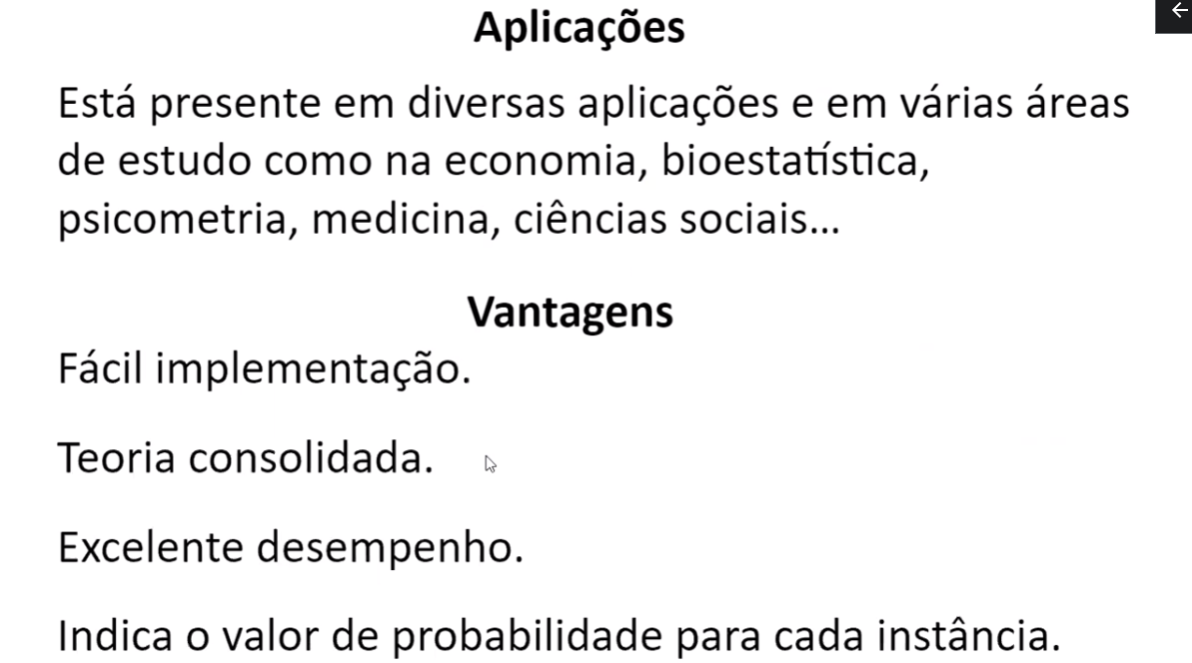 Aplicações
Está presente em diversas aplicações e em várias áreas
de estudo como na economia, bioestatística,
psicometria, medicina, ciências sociais...
Vantagens
Fácil implementação.
Teoria consolidada.
Excelente desempenho.
Indica o valor de probabilidade para cada instância.